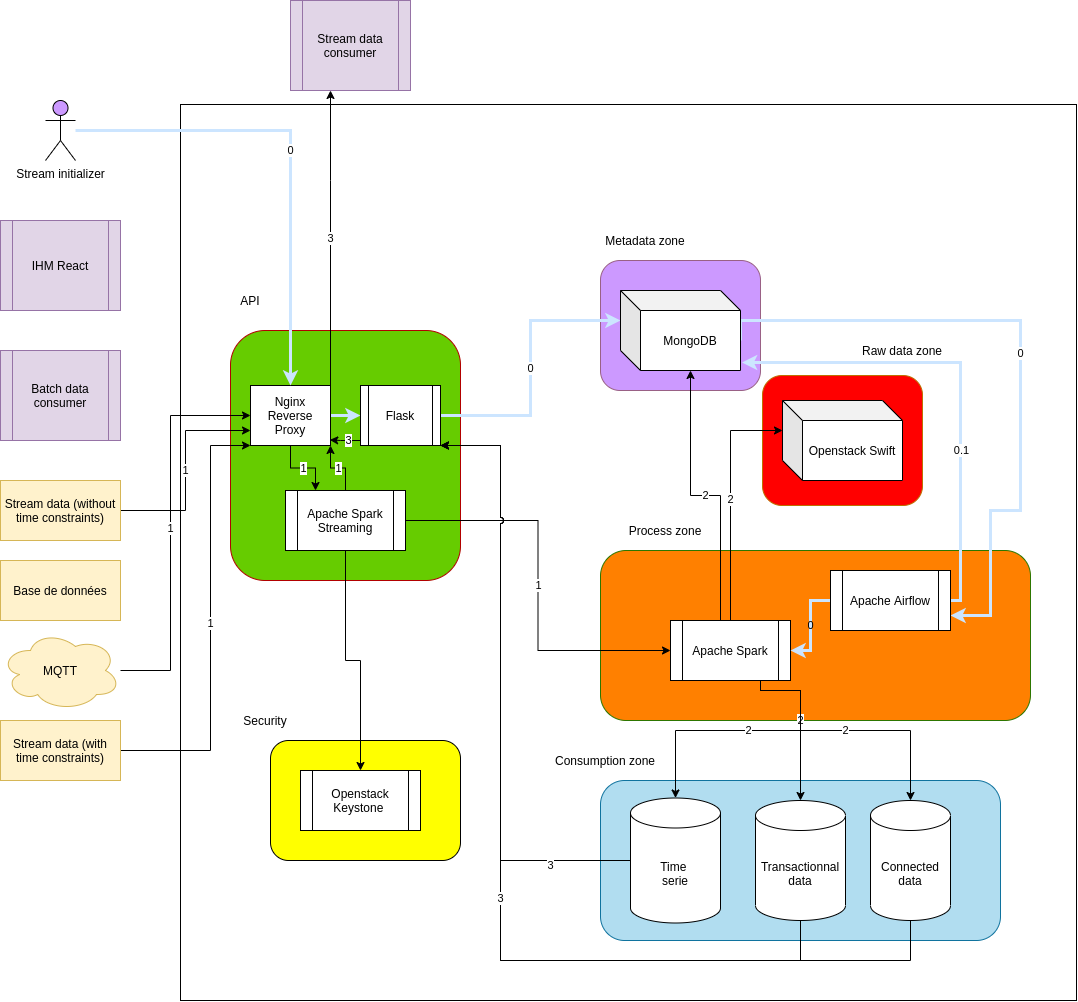 Stream data
consumer
Stream initializer
0
3
IHM React
Metadata zone
API
MongoDB
Raw data zone
0
0
Batch data
consumer
Nginx
Reverse
Proxy
Flask
3
Openstack Swift
0.1
1
1
1
Stream data (without
time constraints)
1
Apache Spark
Streaming
2
2
Process zone
Base de données
1
Apache Airflow
1
0
MQTT
Apache Spark
Security
2
2
2
Stream data (with
time constraints)
Consumption zone
Openstack
Keystone
3
Time
serie
Transactionnal
data
Connected
data
3